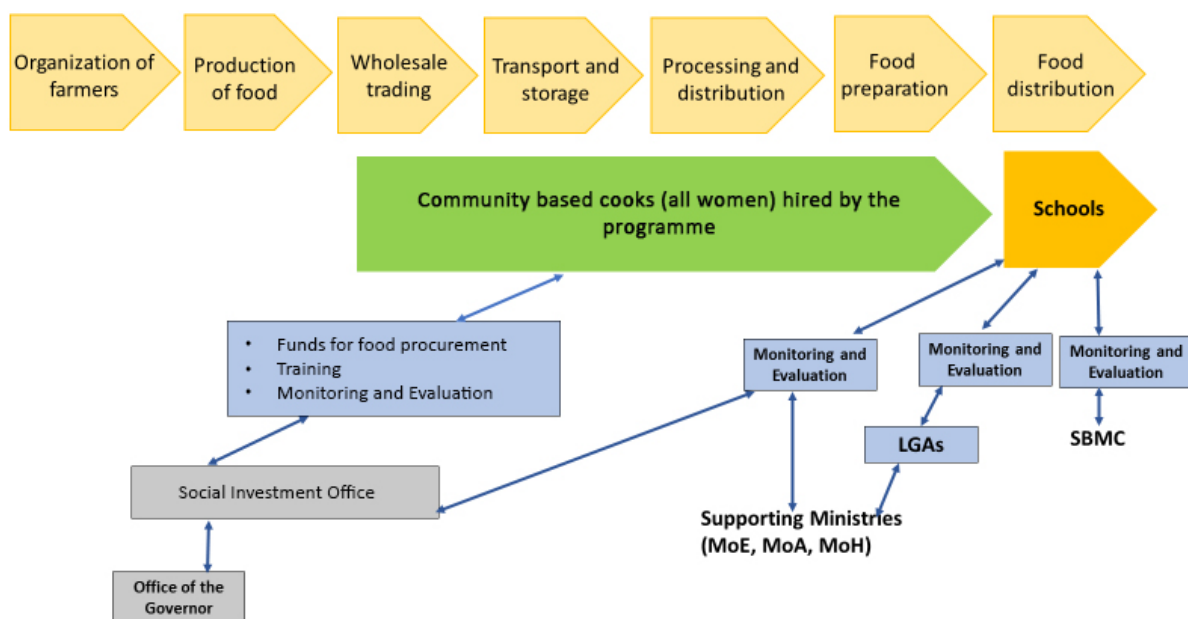 Organization of
farmers
Production
of food
Wholesale
trading
Transport and
storage
Processing and
distribution
Food
preparation
Food
distribution
Community based cooks (all women) hired by the
programme
Schools
• Funds for food procurement
• Training
• Monitoring and Evaluation
Monitoring and
Evaluation
Monitoring and
Evaluation
Monitoring and
Evaluation
LGAs
SBMC
Social Investment Office
Supporting Ministries
(MoE, MoA, MoH)
Office of the
Governor